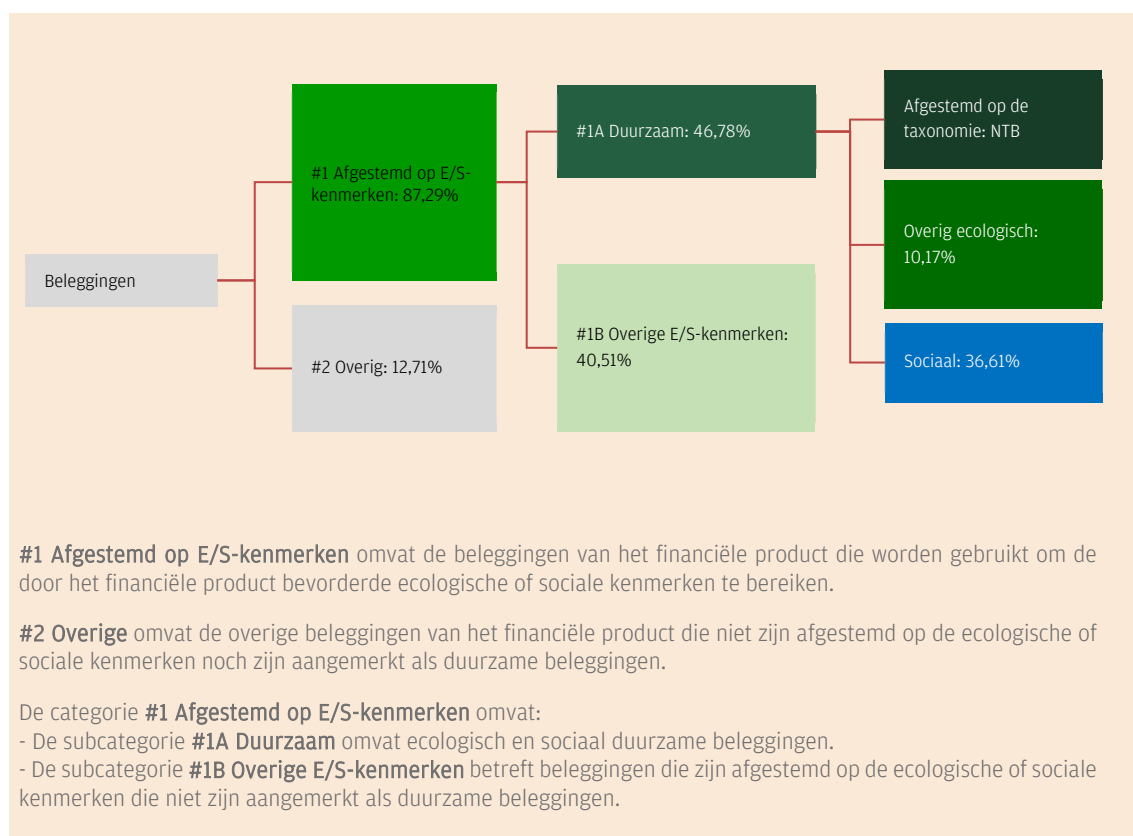 Beleggingen
#1 Afgestemd op E/S-
kenmerken: 87,29%
#2 Overig: 12,71%
#1A Duurzaam: 46,78%
#1B Overige E/S-kenmerken:
40,51%
Afgestemd op de
taxonomie: NTB
Overig ecologisch:
10,17%
Sociaal: 36,61%
#1 Afgestemd op E/S-kenmerken omvat de beleggingen van het financiële product die worden gebruikt om de
door het financiële product bevorderde ecologische of sociale kenmerken te bereiken.
#2 Overige omvat de overige beleggingen van het financiële product die niet zijn afgestemd op de ecologische of
sociale kenmerken noch zijn aangemerkt als duurzame beleggingen.
De categorie #1 Afgestemd op E/S-kenmerken omvat:
- De subcategorie #1A Duurzaam omvat ecologisch en sociaal duurzame beleggingen.
- De subcategorie #1B Overige E/S-kenmerken betreft beleggingen die zijn afgestemd op de ecologische of sociale
kenmerken die niet zijn aangemerkt als duurzame beleggingen.